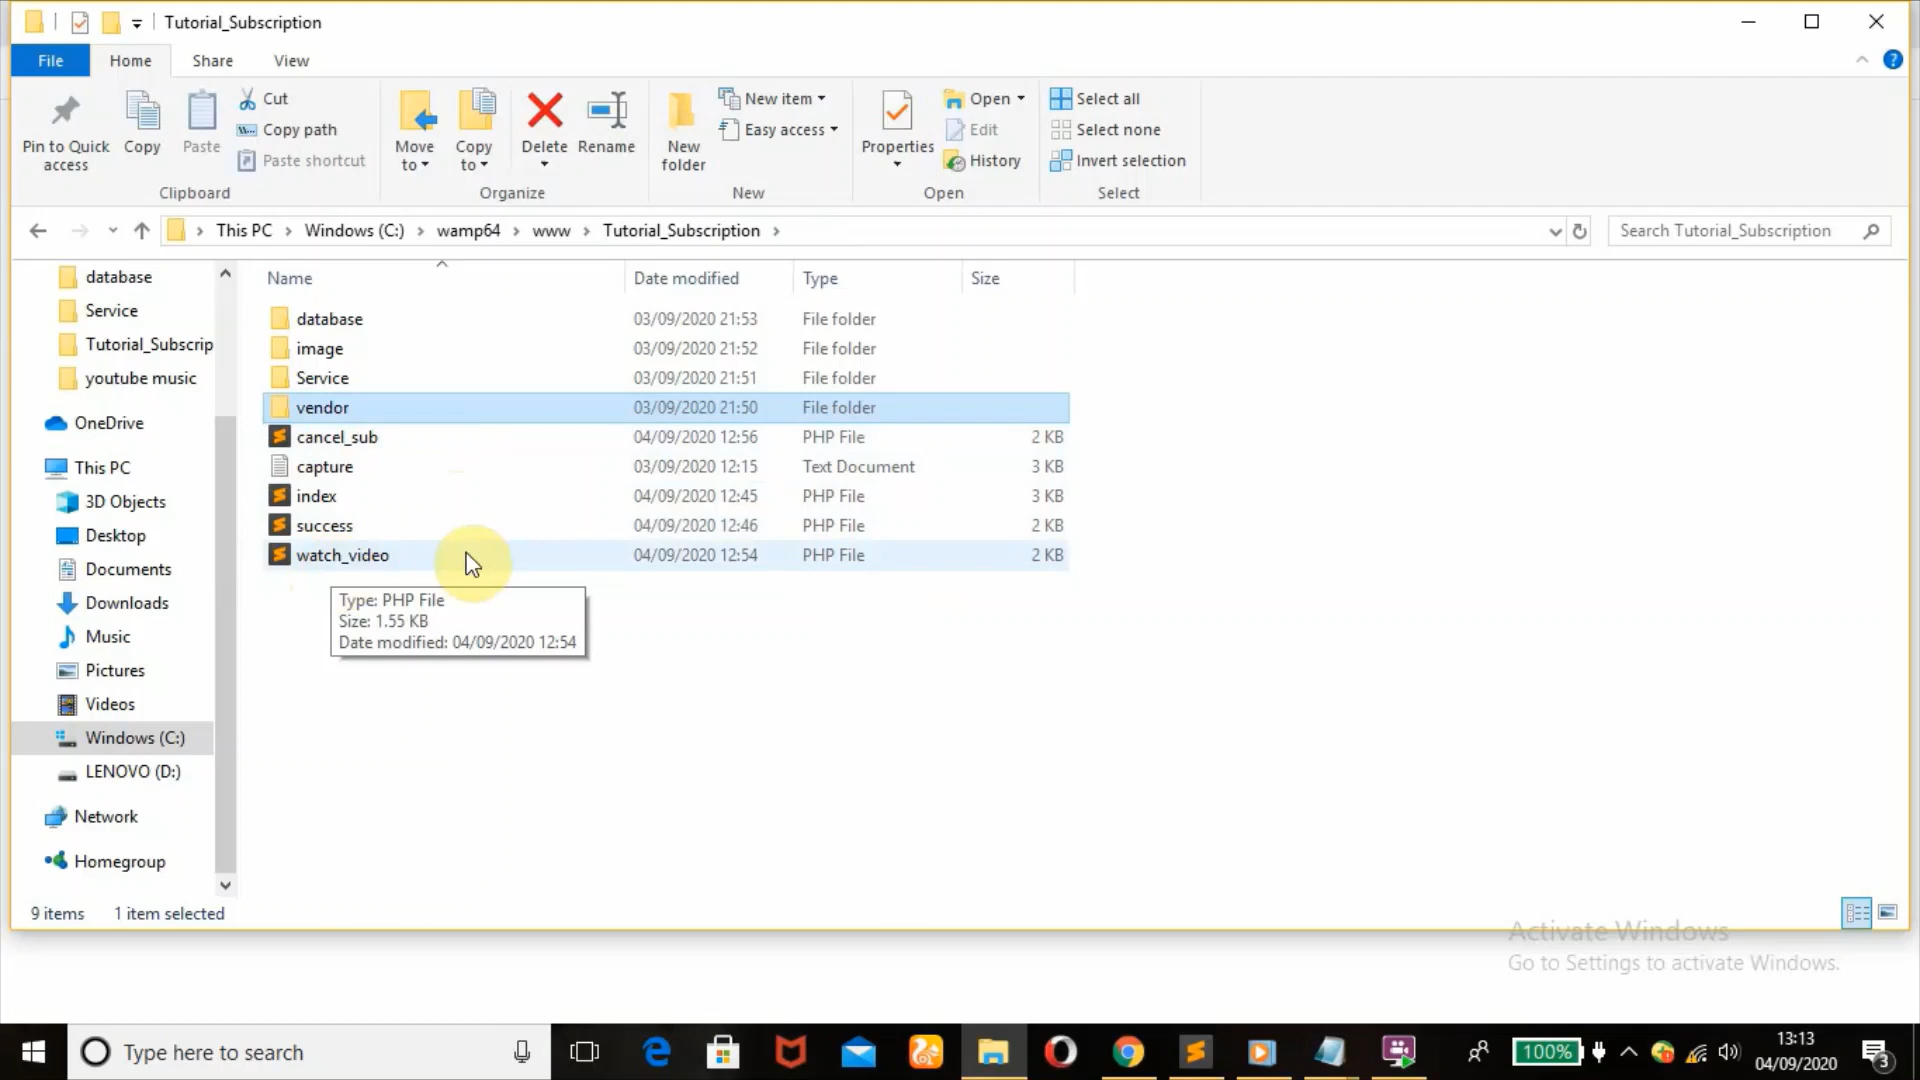 Tutorial_Subscription
File Home Share View
Pin to Quick access
Copy
Paste
Cut
Copy path
Paste shortcut
Clipboard
Move to
Copy to
Delete
Rename
Organize
New folder
New item
Easy access
New
Properties
Open
Edit
History
Open
Select all
Select none
Invert selection
Select
This PC Windows (C:) wamp64 www Tutorial_Subscription
Search Tutorial_Subscription
database
Service
Tutorial_Subscrip
youtube music
OneDrive
This PC
3D Objects
Desktop
Documents
Downloads
Music
Pictures
Videos
Windows (C:)
LENOVO (D:)
Network
Homegroup
Name Date modified Type Size
database 03/09/2020 21:53 File folder
image 03/09/2020 21:52 File folder
Service 03/09/2020 21:51 File folder
vendor 03/09/2020 21:50 File folder
cancel_sub 04/09/2020 12:56 PHP File 2 KB
capture 03/09/2020 12:15 Text Document 3 KB
index 04/09/2020 12:45 PHP File 3 KB
success 04/09/2020 12:46 PHP File 2 KB
watch_video 04/09/2020 12:54 PHP File 2 KB
Type: PHP File
Size: 1.55 KB
Date modified: 04/09/2020 12:54
9 items 1 item selected
Activate Windows
Go to Settings to activate Windows.
Type here to search
100%
13:13
04/09/2020
3